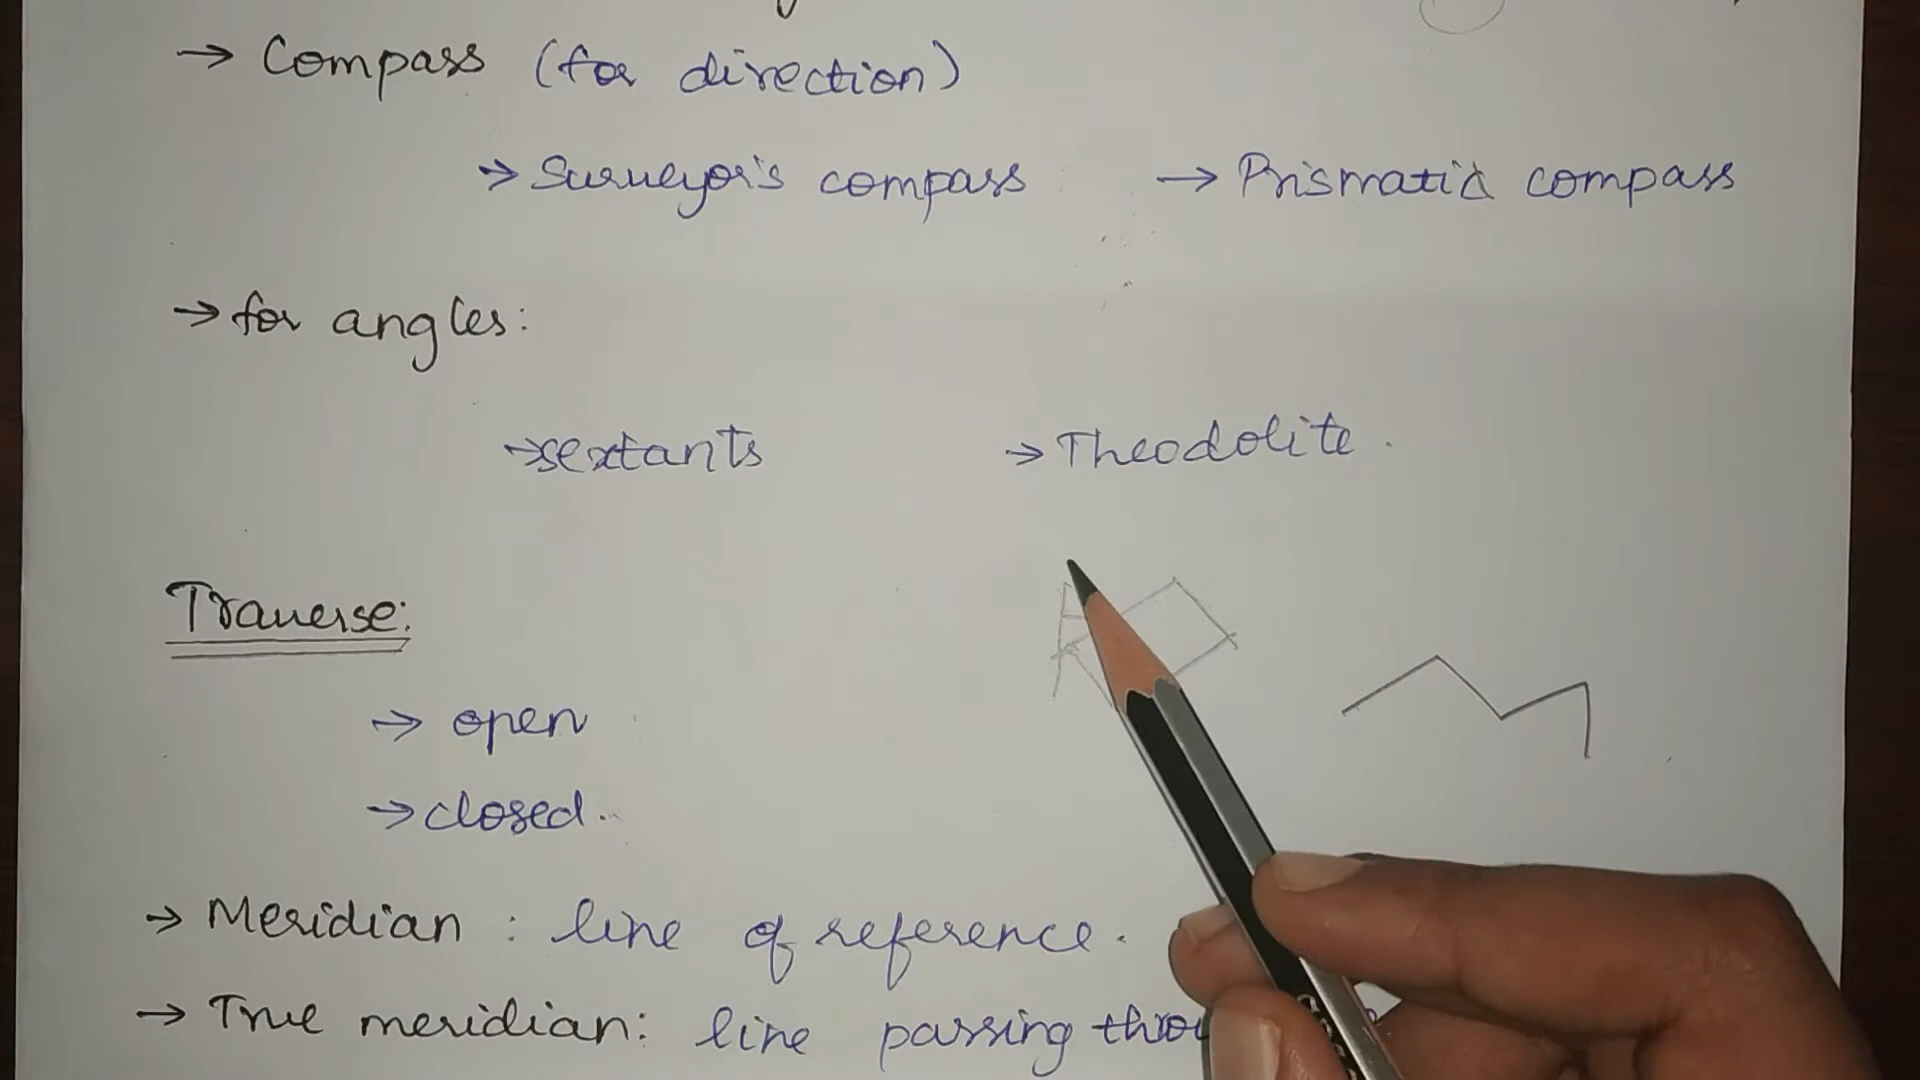 → Compass (for direction)
→ Surveyor's compass → Prismatic compass
→ for angles:
→ sextants → Theodolite.
Traverse:
→ open
→ closed.
→ Meridian : line of reference.
→ True meridian: line passing